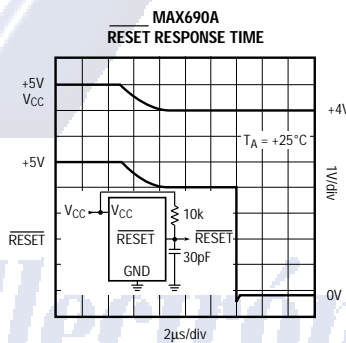 MAX690A
RESET RESPONSE TIME
+5V
VCC
+4V
TA = +25°C
+5V
1V/div
VCC
VCC
10k
RESET
RESET
RESET
30pF
GND
0V
2µs/div